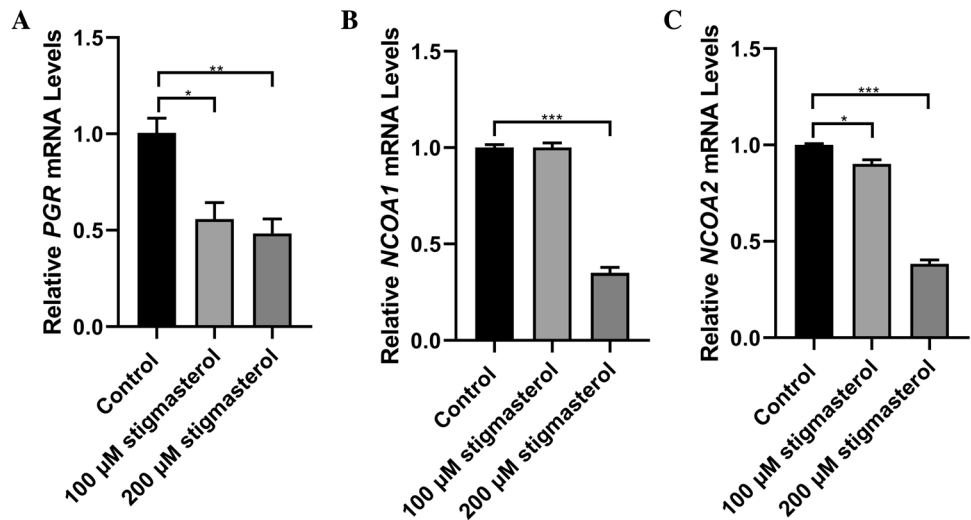 A
Relative PGR mRNA Levels
1.5
1.0
0.5
0.0
**
*
Control
100 µM stigmasterol
200 µM stigmasterol
B
Relative NCOA1 mRNA Levels
1.5
1.0
0.5
0.0
***
Control
100 µM stigmasterol
200 µM stigmasterol
C
Relative NCOA2 mRNA Levels
1.5
1.0
0.5
0.0
***
*
Control
100 µM stigmasterol
200 µM stigmasterol